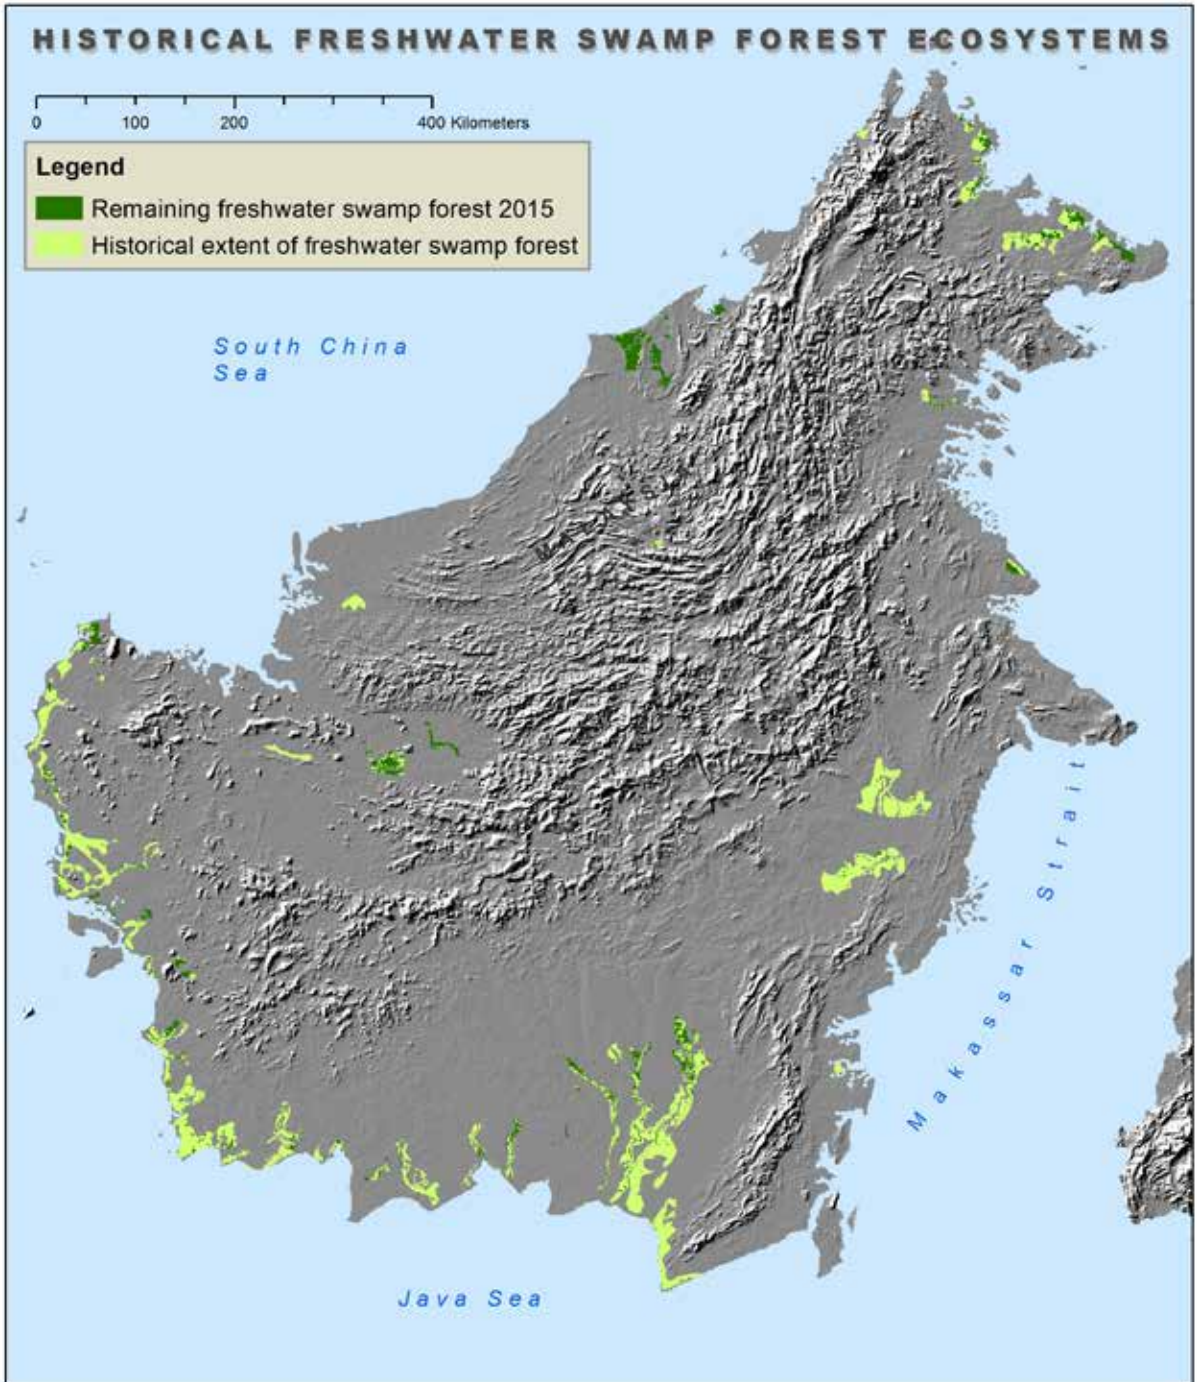 HISTORICAL FRESHWATER SWAMP FOREST ECOSYSTEMS
0 100 200 400 Kilometers
Legend
Remaining freshwater swamp forest 2015
Historical extent of freshwater swamp forest
South China
Sea
Makassar Strait
Java Sea